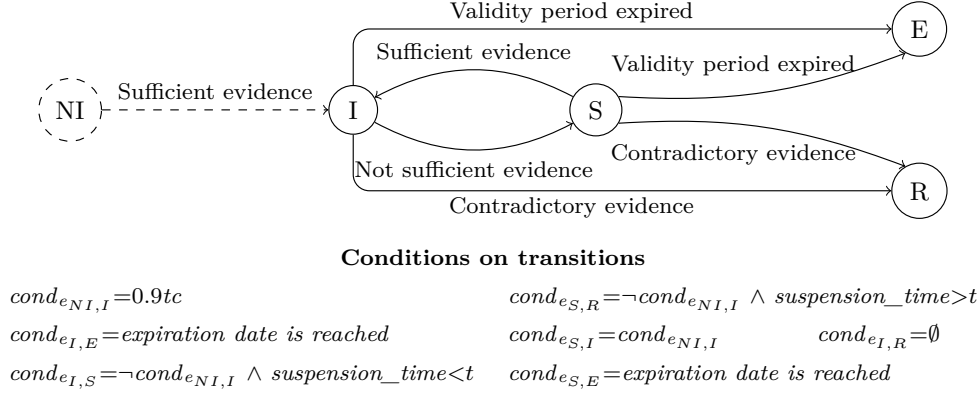 Validity period expired
E
Sufficient evidence
Validity period expired
Sufficient evidence
NI
I
S
Contradictory evidence
Not sufficient evidence
R
Contradictory evidence
Conditions on transitions
cond_{e_{NI,I}}=0.9tc
cond_{e_{S,R}}=¬cond_{e_{NI,I}} ∧ suspension_time>t
cond_{e_{I,E}}=expiration date is reached
cond_{e_{S,I}}=cond_{e_{NI,I}}
cond_{e_{I,R}}=∅
cond_{e_{I,S}}=¬cond_{e_{NI,I}} ∧ suspension_time<t
cond_{e_{S,E}}=expiration date is reached